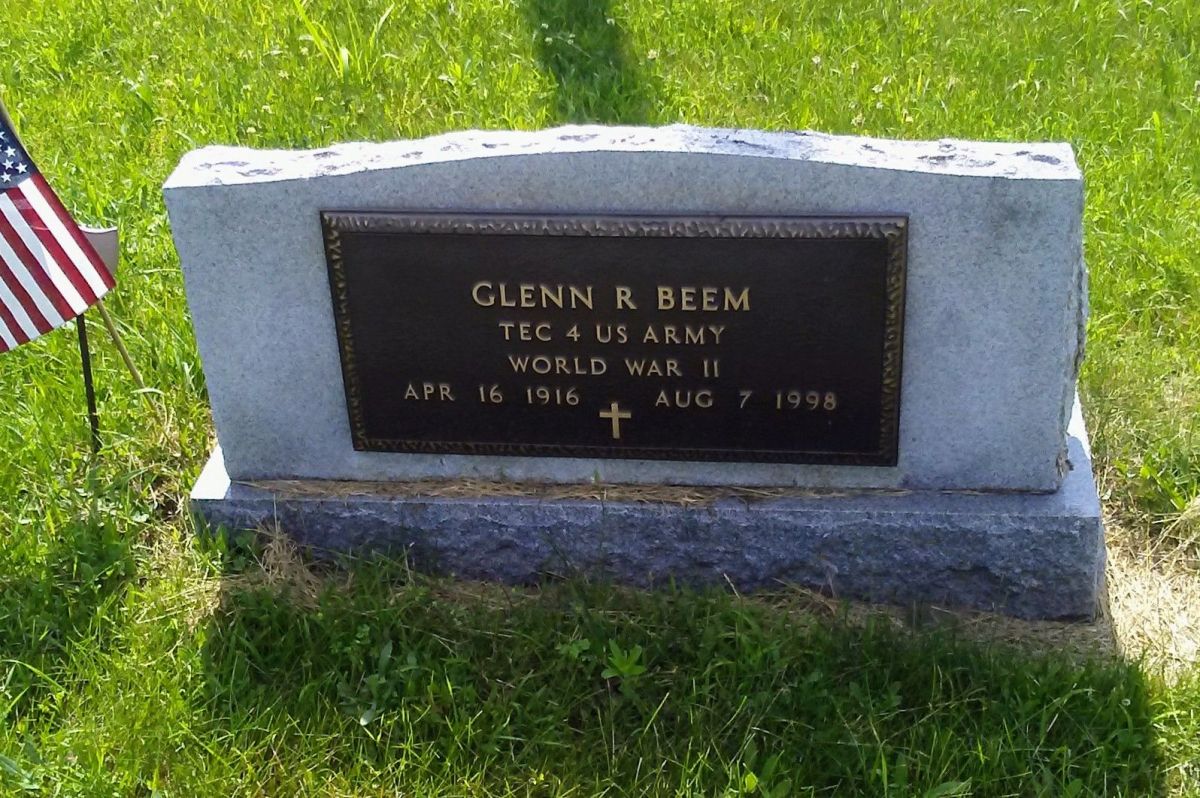 GLENN R BEEM
TEC 4 US ARMY
WORLD WAR II
APR 16 1916 AUG 7 1998